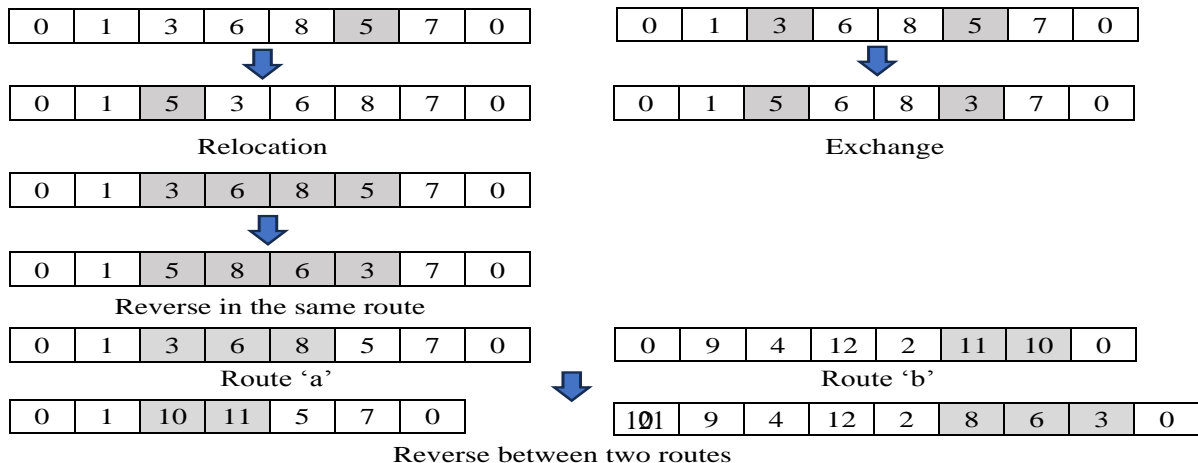 0 1 3 6 8 5 7 0
0 1 3 6 8 5 7 0
0 1 5 3 6 8 7 0
0 1 5 6 8 3 7 0
Relocation
Exchange
0 1 3 6 8 5 7 0
0 1 5 8 6 3 7 0
Reverse in the same route
0 1 3 6 8 5 7 0
0 9 4 12 2 11 10 0
Route ‘a’
Route ‘b’
0 1 10 11 5 7 0
9 4 12 2 8 6 3 0
Reverse between two routes